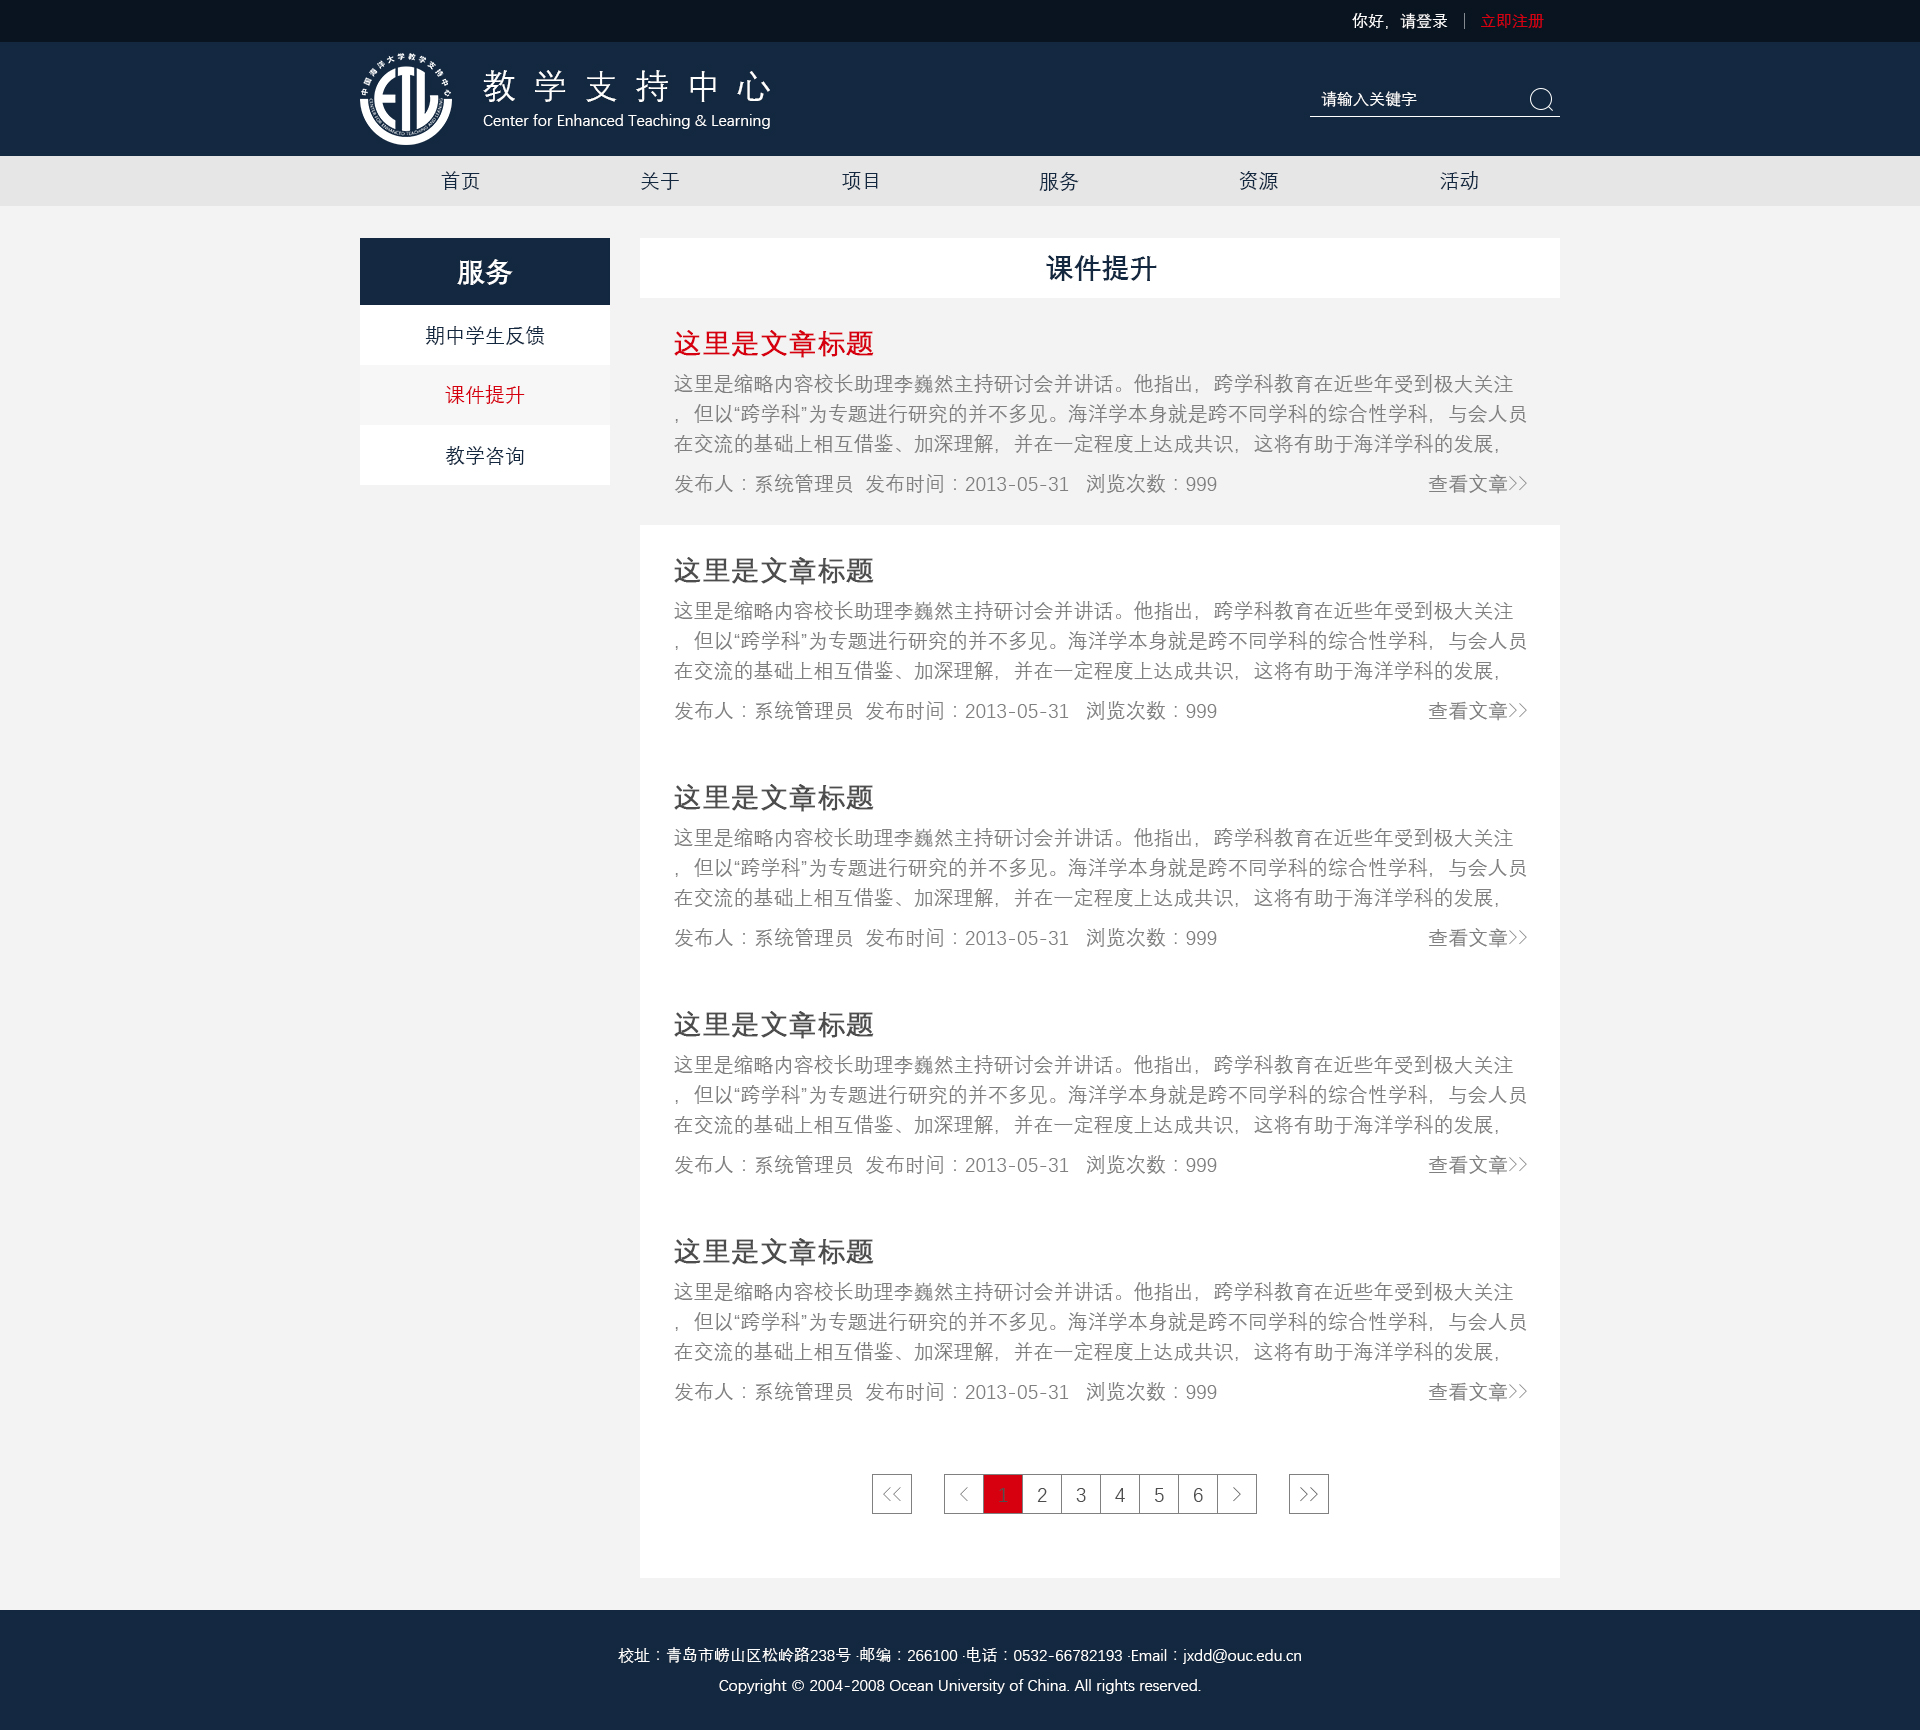 你好，请登录
立即注册
中国海洋大学教学支持中心
CENTER FOR ENHANCED TEACHING AND LEARNING
CETL
教学支持中心
Center for Enhanced Teaching & Learning
请输入关键字
首页 关于 项目 服务 资源 活动
服务
期中学生反馈
课件提升
教学咨询
课件提升
这里是文章标题
这里是缩略内容校长助理李巍然主持研讨会并讲话。他指出，跨学科教育在近些年受到极大关注
，但以“跨学科”为专题进行研究的并不多见。海洋学本身就是跨不同学科的综合性学科，与会人员
在交流的基础上相互借鉴、加深理解，并在一定程度上达成共识，这将有助于海洋学科的发展，
发布人：系统管理员 发布时间：2013-05-31 浏览次数：999 查看文章>>
这里是文章标题
这里是缩略内容校长助理李巍然主持研讨会并讲话。他指出，跨学科教育在近些年受到极大关注
，但以“跨学科”为专题进行研究的并不多见。海洋学本身就是跨不同学科的综合性学科，与会人员
在交流的基础上相互借鉴、加深理解，并在一定程度上达成共识，这将有助于海洋学科的发展，
发布人：系统管理员 发布时间：2013-05-31 浏览次数：999 查看文章>>
这里是文章标题
这里是缩略内容校长助理李巍然主持研讨会并讲话。他指出，跨学科教育在近些年受到极大关注
，但以“跨学科”为专题进行研究的并不多见。海洋学本身就是跨不同学科的综合性学科，与会人员
在交流的基础上相互借鉴、加深理解，并在一定程度上达成共识，这将有助于海洋学科的发展，
发布人：系统管理员 发布时间：2013-05-31 浏览次数：999 查看文章>>
这里是文章标题
这里是缩略内容校长助理李巍然主持研讨会并讲话。他指出，跨学科教育在近些年受到极大关注
，但以“跨学科”为专题进行研究的并不多见。海洋学本身就是跨不同学科的综合性学科，与会人员
在交流的基础上相互借鉴、加深理解，并在一定程度上达成共识，这将有助于海洋学科的发展，
发布人：系统管理员 发布时间：2013-05-31 浏览次数：999 查看文章>>
这里是文章标题
这里是缩略内容校长助理李巍然主持研讨会并讲话。他指出，跨学科教育在近些年受到极大关注
，但以“跨学科”为专题进行研究的并不多见。海洋学本身就是跨不同学科的综合性学科，与会人员
在交流的基础上相互借鉴、加深理解，并在一定程度上达成共识，这将有助于海洋学科的发展，
发布人：系统管理员 发布时间：2013-05-31 浏览次数：999 查看文章>>
<< < 1 2 3 4 5 6 > >>
校址：青岛市崂山区松岭路238号 ·邮编：266100 ·电话：0532-66782193 ·Email：jxdd@ouc.edu.cn
Copyright © 2004-2008 Ocean University of China. All rights reserved.